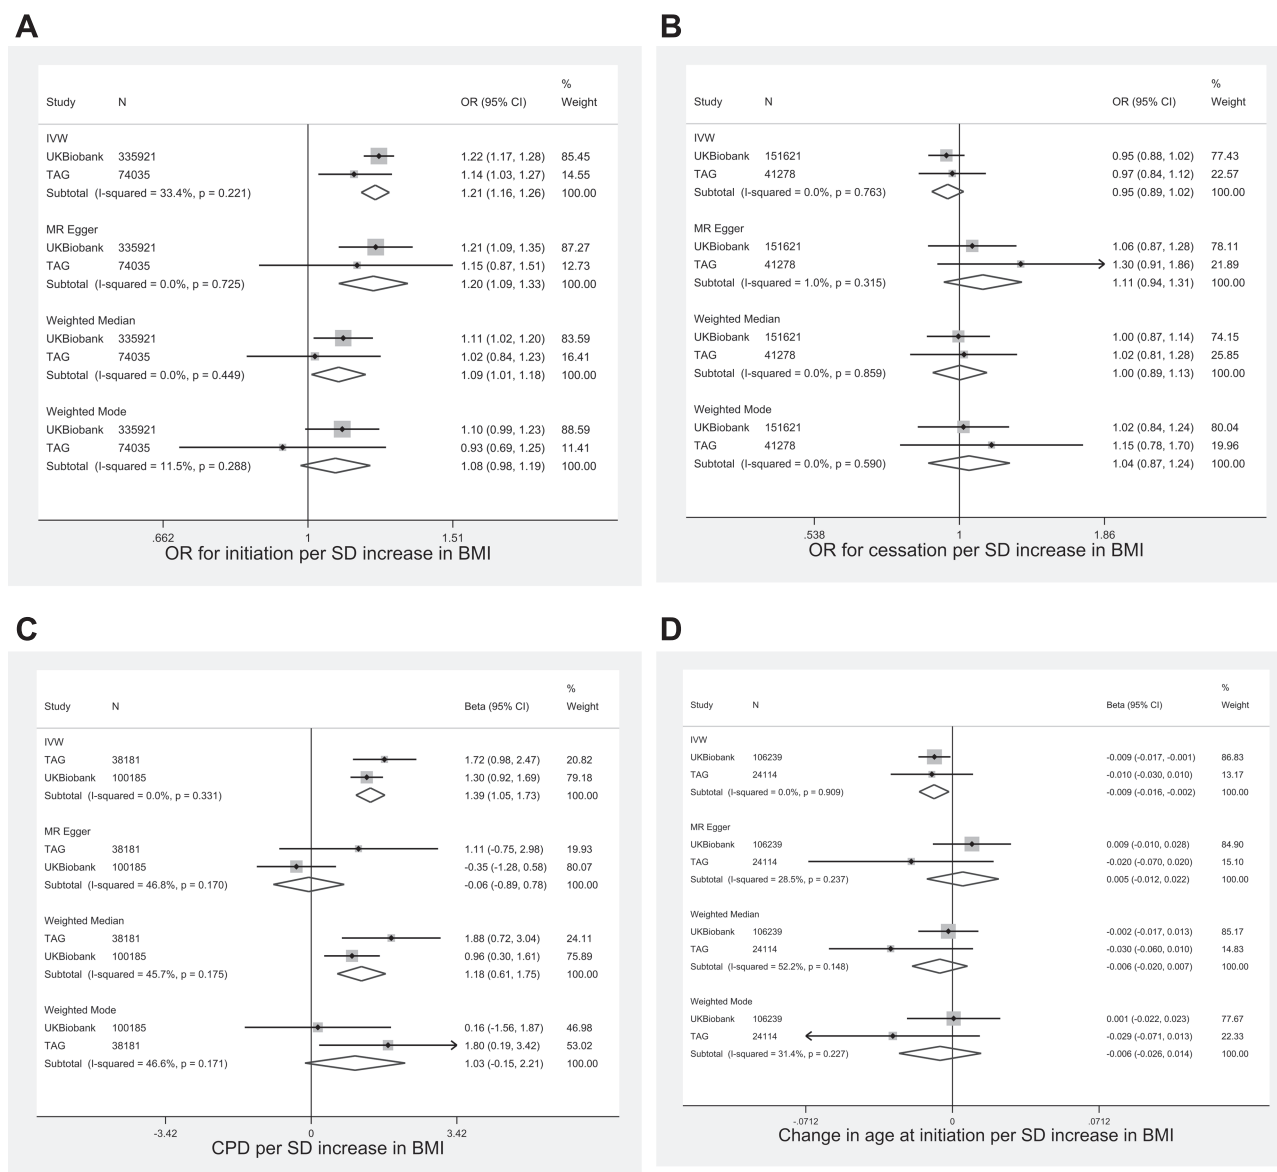 A
%
Study N OR (95% CI) Weight
IVW
UKBiobank 335921 1.22 (1.17, 1.28) 85.45
TAG 74035 1.14 (1.03, 1.27) 14.55
Subtotal (I-squared = 33.4%, p = 0.221) 1.21 (1.16, 1.26) 100.00
MR Egger
UKBiobank 335921 1.21 (1.09, 1.35) 87.27
TAG 74035 1.15 (0.87, 1.51) 12.73
Subtotal (I-squared = 0.0%, p = 0.725) 1.20 (1.09, 1.33) 100.00
Weighted Median
UKBiobank 335921 1.11 (1.02, 1.20) 83.59
TAG 74035 1.02 (0.84, 1.23) 16.41
Subtotal (I-squared = 0.0%, p = 0.449) 1.09 (1.01, 1.18) 100.00
Weighted Mode
UKBiobank 335921 1.10 (0.99, 1.23) 88.59
TAG 74035 0.93 (0.69, 1.25) 11.41
Subtotal (I-squared = 11.5%, p = 0.288) 1.08 (0.98, 1.19) 100.00
.662 1 1.51
OR for initiation per SD increase in BMI
B
%
Study N OR (95% CI) Weight
IVW
UKBiobank 151621 0.95 (0.88, 1.02) 77.43
TAG 41278 0.97 (0.84, 1.12) 22.57
Subtotal (I-squared = 0.0%, p = 0.763) 0.95 (0.89, 1.02) 100.00
MR Egger
UKBiobank 151621 1.06 (0.87, 1.28) 78.11
TAG 41278 1.30 (0.91, 1.86) 21.89
Subtotal (I-squared = 1.0%, p = 0.315) 1.11 (0.94, 1.31) 100.00
Weighted Median
UKBiobank 151621 1.00 (0.87, 1.14) 74.15
TAG 41278 1.02 (0.81, 1.28) 25.85
Subtotal (I-squared = 0.0%, p = 0.859) 1.00 (0.89, 1.13) 100.00
Weighted Mode
UKBiobank 151621 1.02 (0.84, 1.24) 80.04
TAG 41278 1.15 (0.78, 1.70) 19.96
Subtotal (I-squared = 0.0%, p = 0.590) 1.04 (0.87, 1.24) 100.00
.538 1 1.86
OR for cessation per SD increase in BMI
C
%
Study N Beta (95% CI) Weight
IVW
TAG 38181 1.72 (0.98, 2.47) 20.82
UKBiobank 100185 1.30 (0.92, 1.69) 79.18
Subtotal (I-squared = 0.0%, p = 0.331) 1.39 (1.05, 1.73) 100.00
MR Egger
TAG 38181 1.11 (-0.75, 2.98) 19.93
UKBiobank 100185 -0.35 (-1.28, 0.58) 80.07
Subtotal (I-squared = 46.8%, p = 0.170) -0.06 (-0.89, 0.78) 100.00
Weighted Median
TAG 38181 1.88 (0.72, 3.04) 24.11
UKBiobank 100185 0.96 (0.30, 1.61) 75.89
Subtotal (I-squared = 45.7%, p = 0.175) 1.18 (0.61, 1.75) 100.00
Weighted Mode
UKBiobank 100185 0.16 (-1.56, 1.87) 46.98
TAG 38181 1.80 (0.19, 3.42) 53.02
Subtotal (I-squared = 46.6%, p = 0.171) 1.03 (-0.15, 2.21) 100.00
-3.42 0 3.42
CPD per SD increase in BMI
D
%
Study N Beta (95% CI) Weight
IVW
UKBiobank 106239 -0.009 (-0.017, -0.001) 86.83
TAG 24114 -0.010 (-0.030, 0.010) 13.17
Subtotal (I-squared = 0.0%, p = 0.909) -0.009 (-0.016, -0.002) 100.00
MR Egger
UKBiobank 106239 0.009 (-0.010, 0.028) 84.90
TAG 24114 -0.020 (-0.070, 0.020) 15.10
Subtotal (I-squared = 28.5%, p = 0.237) 0.005 (-0.012, 0.022) 100.00
Weighted Median
UKBiobank 106239 -0.002 (-0.017, 0.013) 85.17
TAG 24114 -0.030 (-0.060, 0.010) 14.83
Subtotal (I-squared = 52.2%, p = 0.148) -0.006 (-0.020, 0.007) 100.00
Weighted Mode
UKBiobank 106239 0.001 (-0.022, 0.023) 77.67
TAG 24114 -0.029 (-0.071, 0.013) 22.33
Subtotal (I-squared = 31.4%, p = 0.227) -0.006 (-0.026, 0.014) 100.00
-.0712 0 .0712
Change in age at initiation per SD increase in BMI